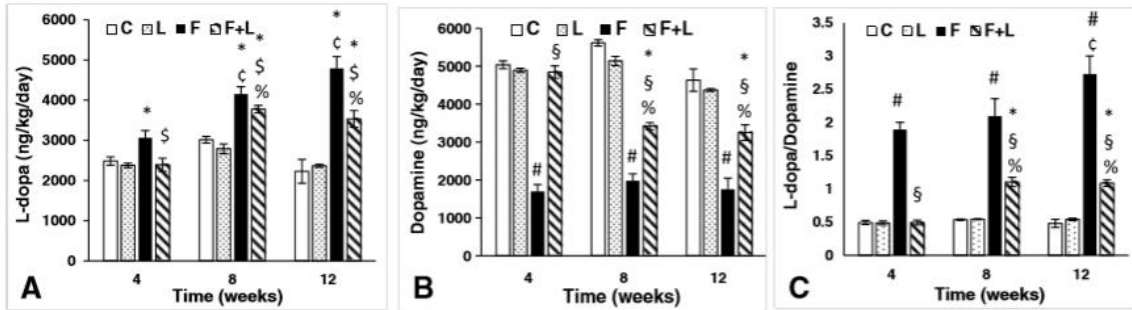 6000
5000
4000
3000
2000
1000
0
L-dopa (ng/kg/day)
C L F F+L
* $
*
¢ * $ %
*
¢ * $ %
4 8 12
A Time (weeks)
6000
5000
4000
3000
2000
1000
0
Dopamine (ng/kg/day)
C L F F+L
# §
# * § %
# * § %
4 8 12
B Time (weeks)
3.5
3
2.5
2
1.5
1
0.5
0
L-dopa/Dopamine
C L F F+L
# §
# * § %
#
¢ * § %
4 8 12
C Time (weeks)